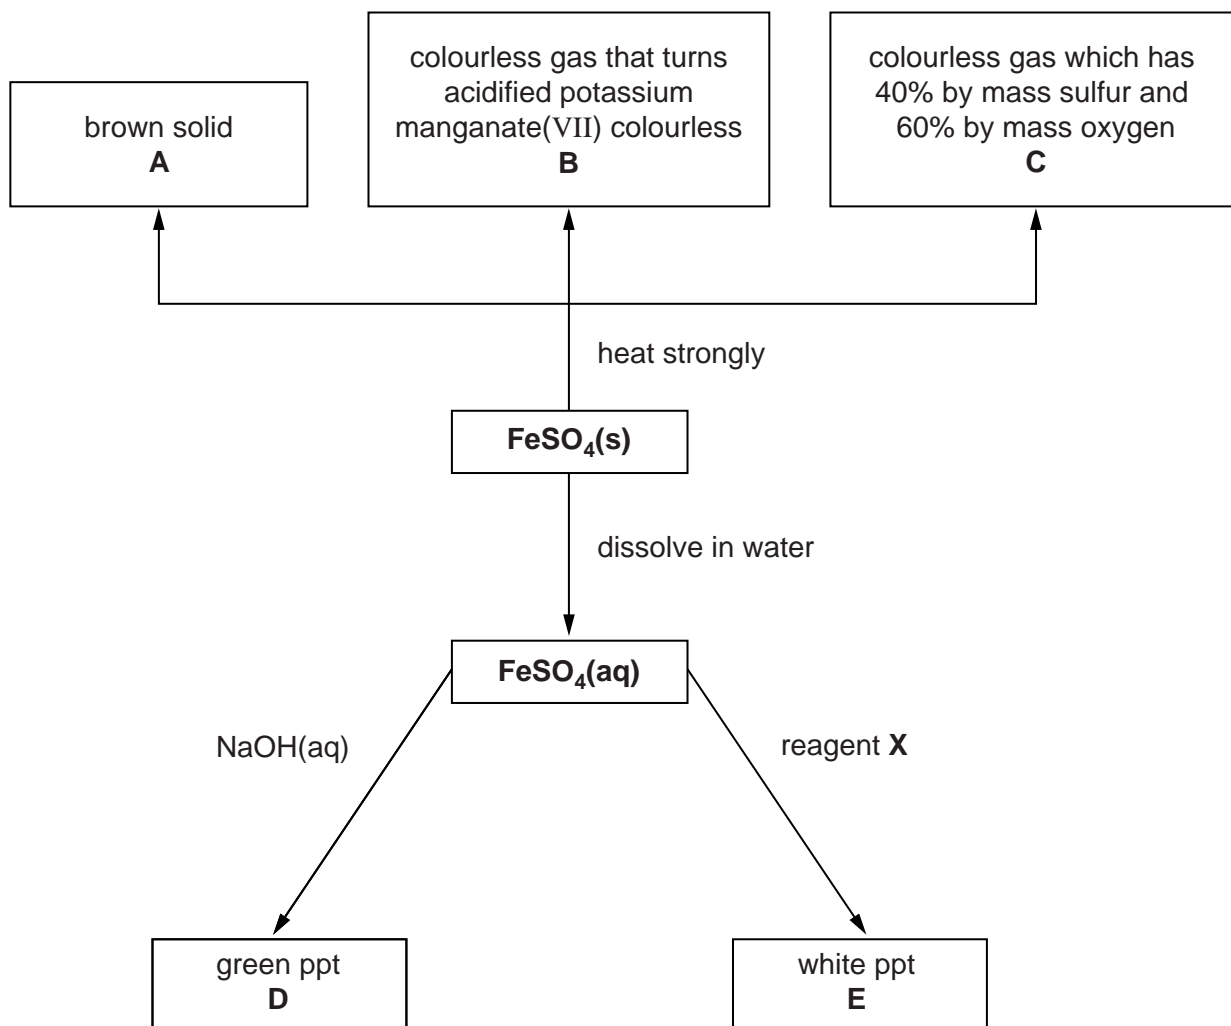 brown solid
A
colourless gas that turns
acidified potassium
manganate(VII) colourless
B
colourless gas which has
40% by mass sulfur and
60% by mass oxygen
C
heat strongly
FeSO₄(s)
dissolve in water
FeSO₄(aq)
NaOH(aq)
reagent X
green ppt
D
white ppt
E